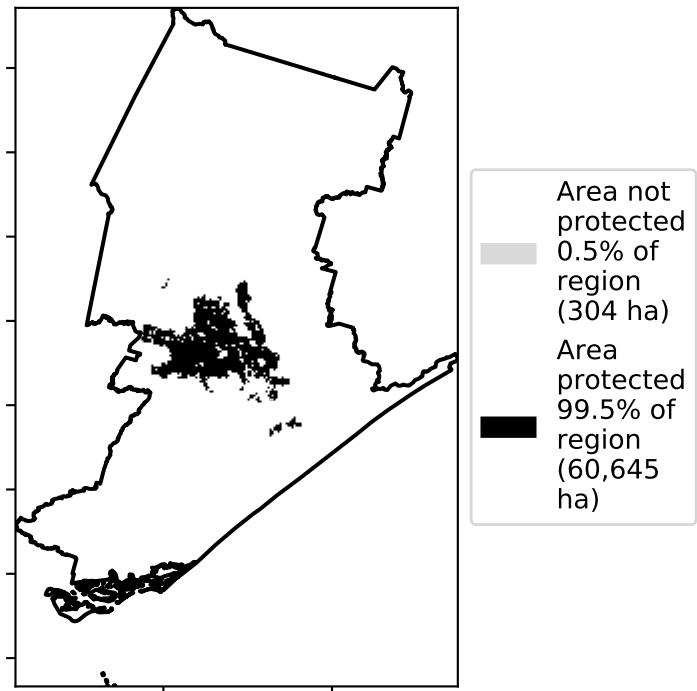 Area not
protected
0.5% of
region
(304 ha)
Area
protected
99.5% of
region
(60,645
ha)